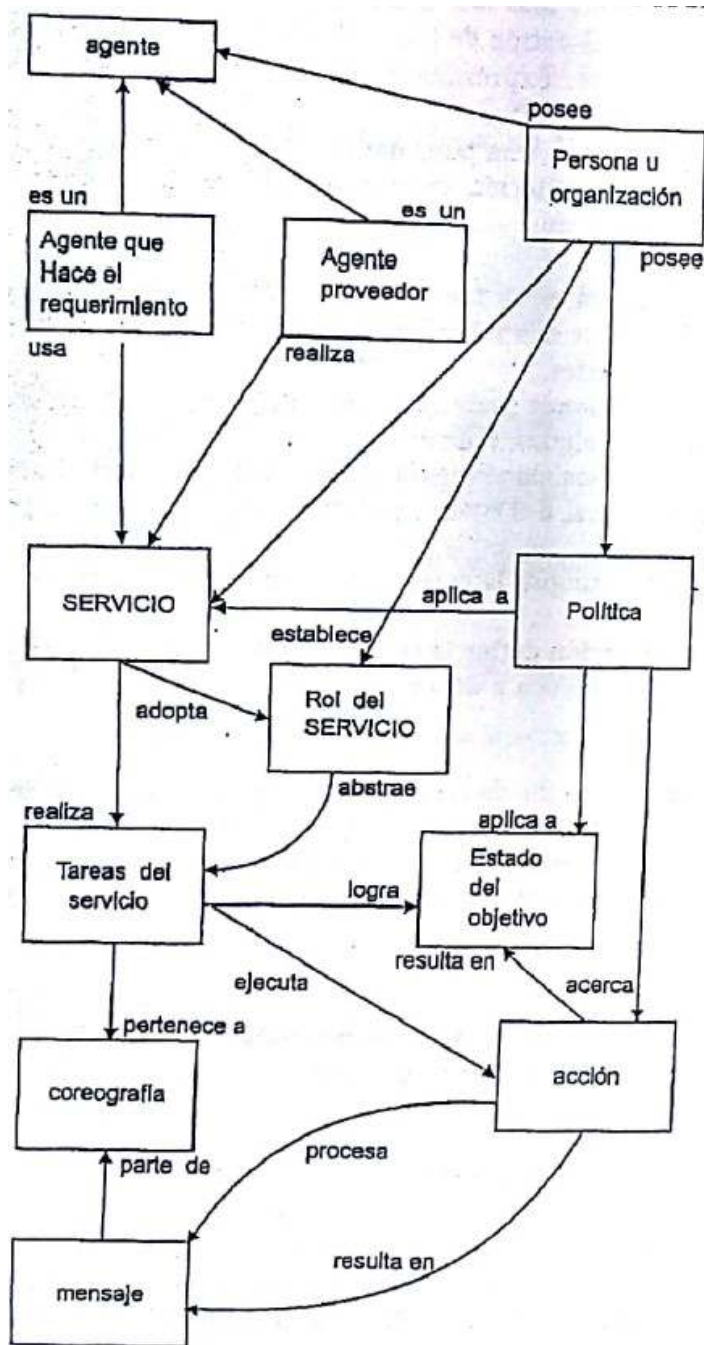 agente
posee
Persona u
organización
es un
es un
posee
Agente que
Hace el
requerimiento
Agente
proveedor
usa
realiza
SERVICIO
aplica a
Política
establece
adopta
Rol del
SERVICIO
realiza
abstrae
aplica a
Tareas del
servicio
logra
Estado
del
objetivo
ejecuta
resulta en
acerca
pertenece a
coreografía
acción
parte de
procesa
mensaje
resulta en